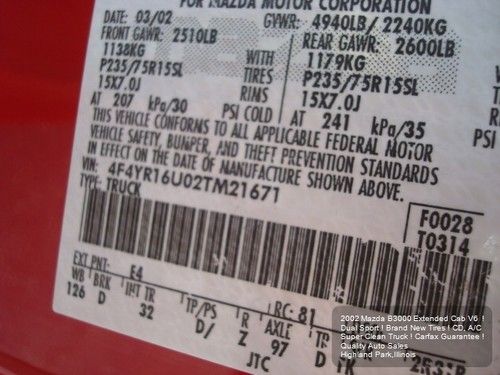 FOR MAZDA MOTOR CORPORATION
DATE: 03/02 GVWR: 4940LB/ 2240KG
FRONT GAWR: 2510LB REAR GAWR: 2600LB
1138KG WITH 1179KG
P235/75R15SL TIRES P235/75R15SL
15X7.0J RIMS 15X7.0J
AT 207 kPa/30 PSI COLD AT 241 kPa/35 PSI
THIS VEHICLE CONFORMS TO ALL APPLICABLE FEDERAL MOTOR
VEHICLE SAFETY, BUMPER, AND THEFT PREVENTION STANDARDS
IN EFFECT ON THE DATE OF MANUFACTURE SHOWN ABOVE.
VIN: 4F4YR16U02TM21671
TYPE: TRUCK
F0028
T0314
EXT PNT: E4 RC: 81
WB BRK INT TR TP/PS R AXLE
126 D 32 D/ Z 97 D
JTC
2002 Mazda B3000 Extended Cab V6 !
Dual Sport ! Brand New Tires ! CD, A/C
Super Clean Truck ! Carfax Guarantee !
Quality Auto Sales
Highland Park,Illinois